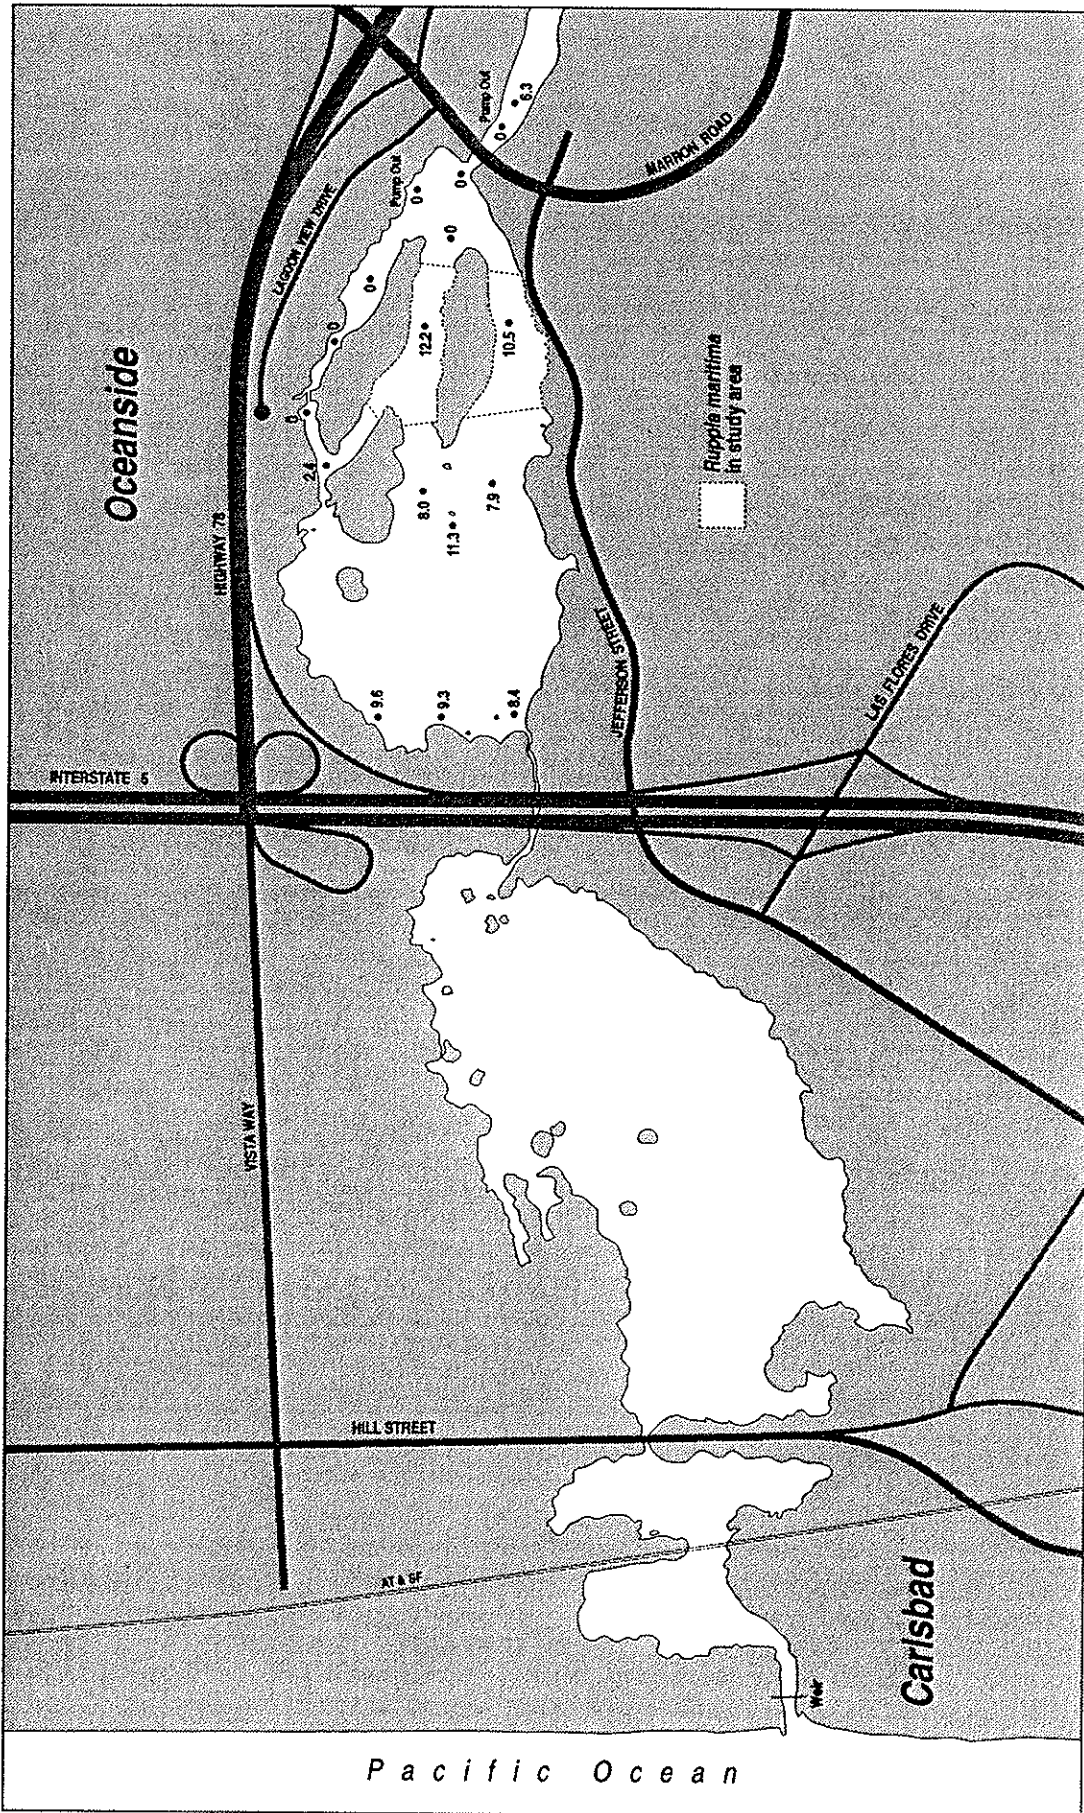 Oceanside
INTERSTATE 5
HIGHWAY 78
LAGOON VIEW DRIVE
VISTA WAY
HILL STREET
AT & SF
Pump Out
0
6.3
Pump Out
0
0
0
0
0
0
2.4
12.2
10.5
8.0
11.3
7.9
9.6
9.3
8.4
MARRON ROAD
JEFFERSON STREET
LAS FLORES DRIVE
Ruppia maritima
in study area
Weir
Carlsbad
Pacific Ocean